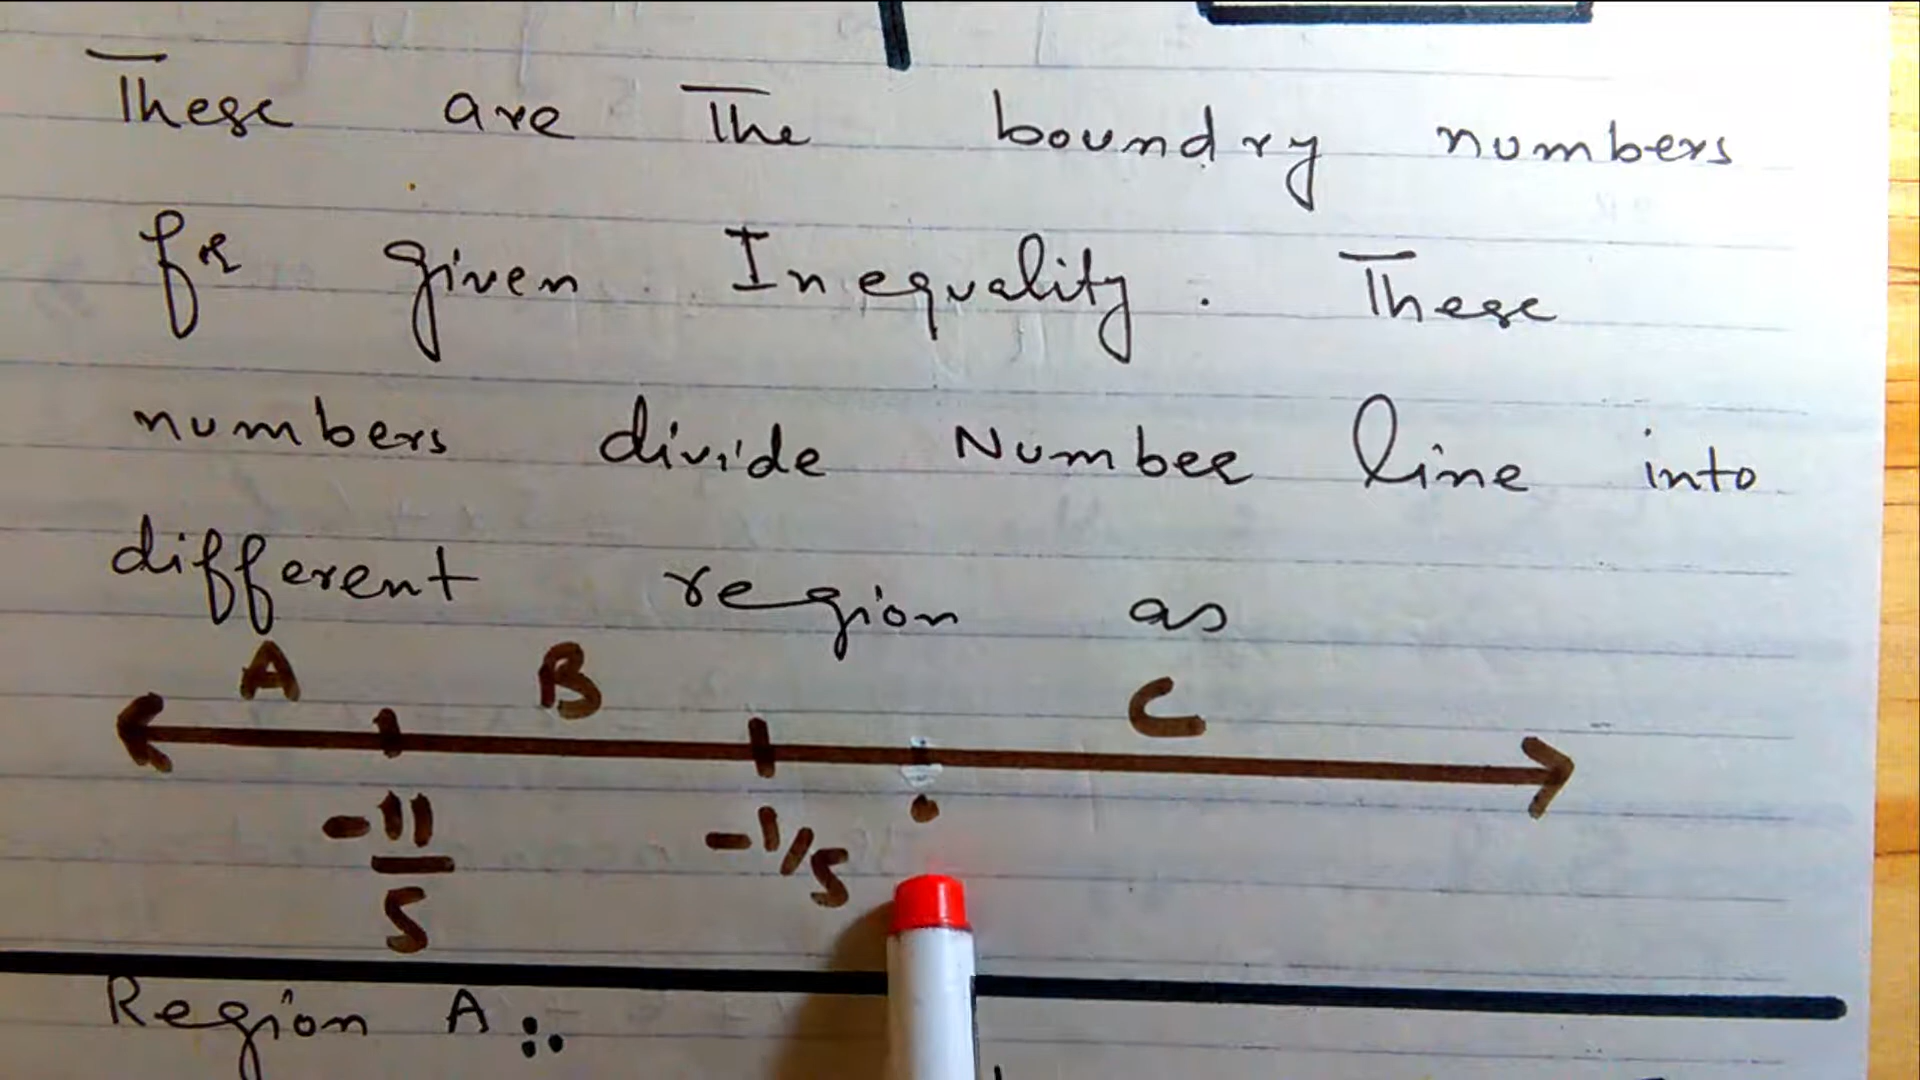 These are The boundry numbers
for given Inequality. These
numbers divide Number line into
different region as
A B C
-11/5 -1/5
Region A :.